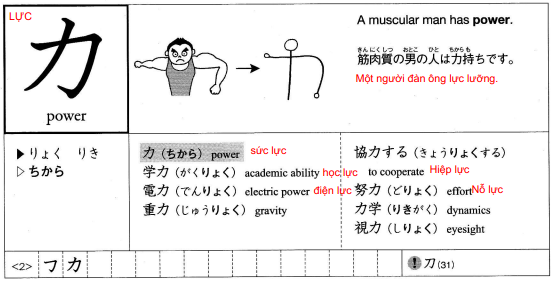 LỰC
力
power
A muscular man has power.
きんにくしつ おとこ ひと ちからも
筋肉質の男の人は力持ちです。
Một người đàn ông lực lưỡng.
▶りょく りき
▷ちから
力(ちから) power sức lực
学力(がくりょく) academic ability học lực
電力(でんりょく) electric power điện lực
重力(じゅうりょく) gravity
協力する(きょうりょくする)
to cooperate Hiệp lực
努力(どりょく) effort Nỗ lực
力学(りきがく) dynamics
視力(しりょく) eyesight
<2> フ 力
! 刀(31)